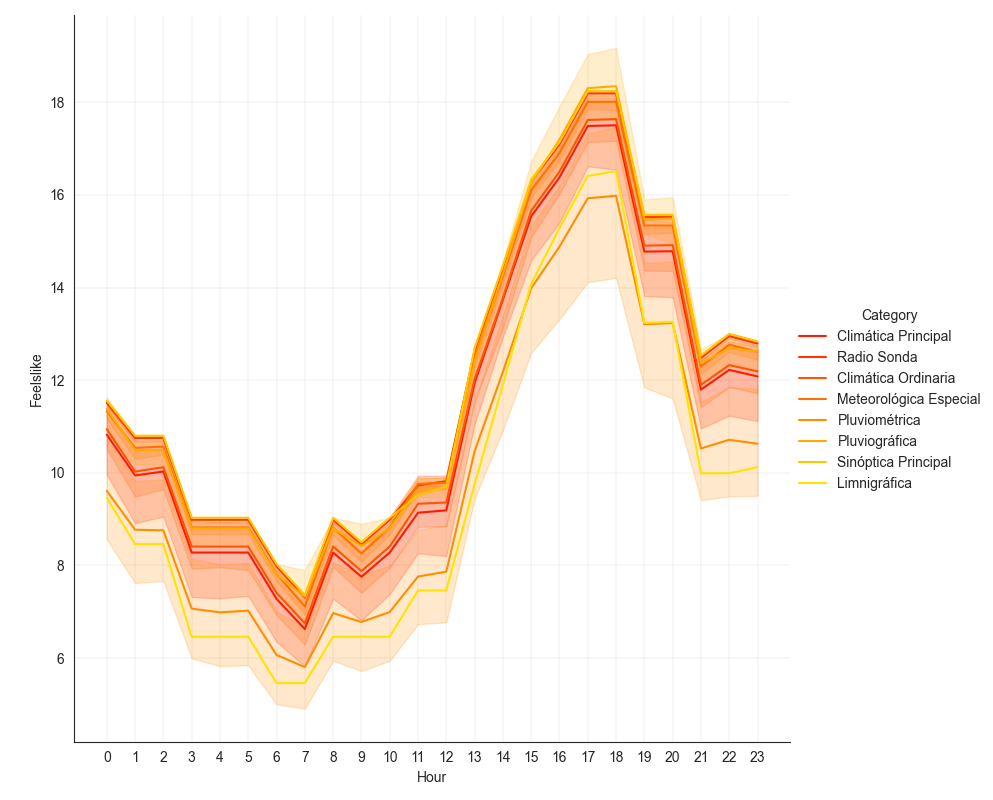 18
16
14
12
10
8
6
Feelslike
0 1 2 3 4 5 6 7 8 9 10 11 12 13 14 15 16 17 18 19 20 21 22 23
Hour
Category
Climática Principal
Radio Sonda
Climática Ordinaria
Meteorológica Especial
Pluviométrica
Pluviográfica
Sinóptica Principal
Limnigráfica